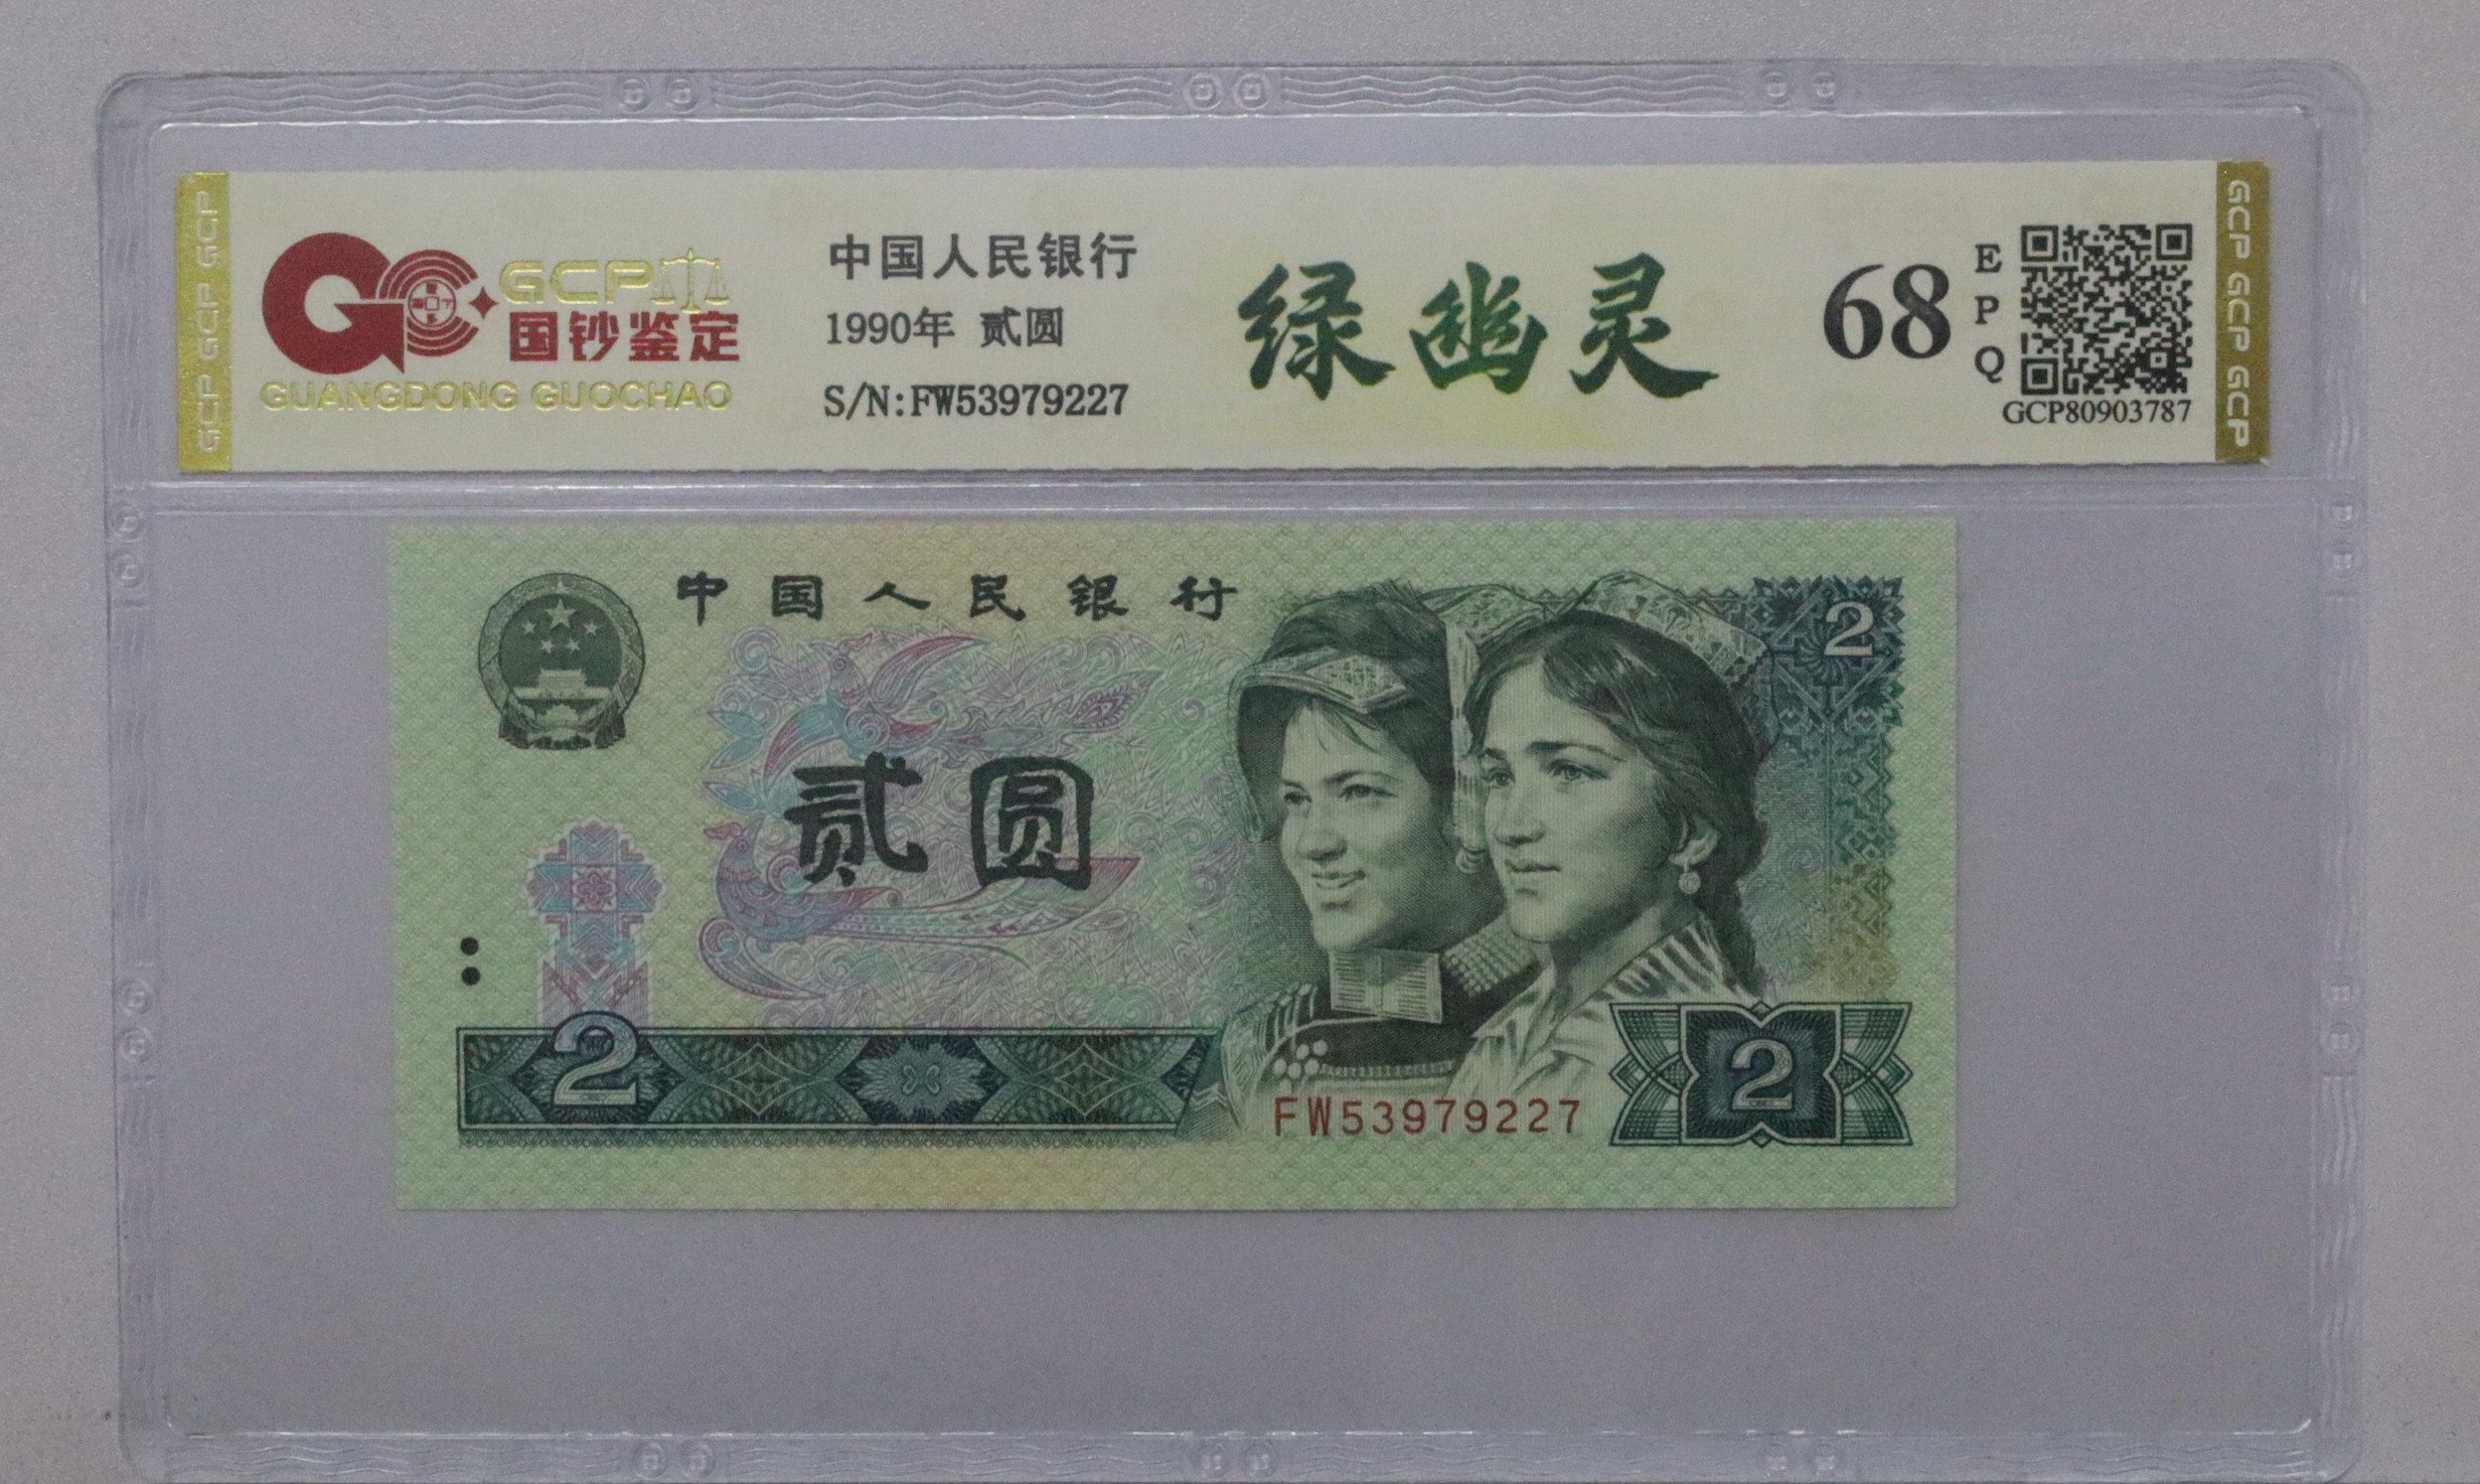 GCP GCP GCP
GCP
国钞鉴定
GUANGDONG GUOCHAO
中国人民银行
1990年 贰圆
S/N:FW53979227
绿幽灵
68
EPQ
GCP80903787
GCP GCP GCP
中国人民银行
2
贰圆
2
2
FW53979227